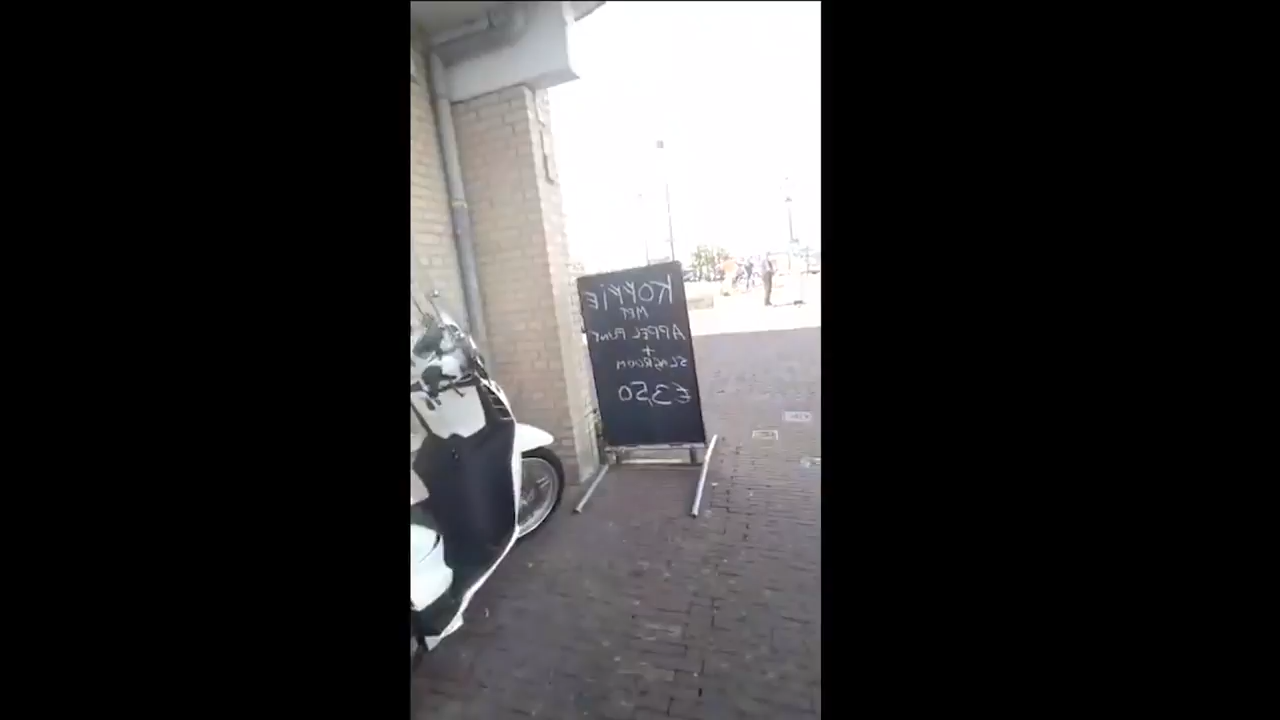 KOFFIE
MET
APPELPUNT
+
SLAGROOM
€3,50